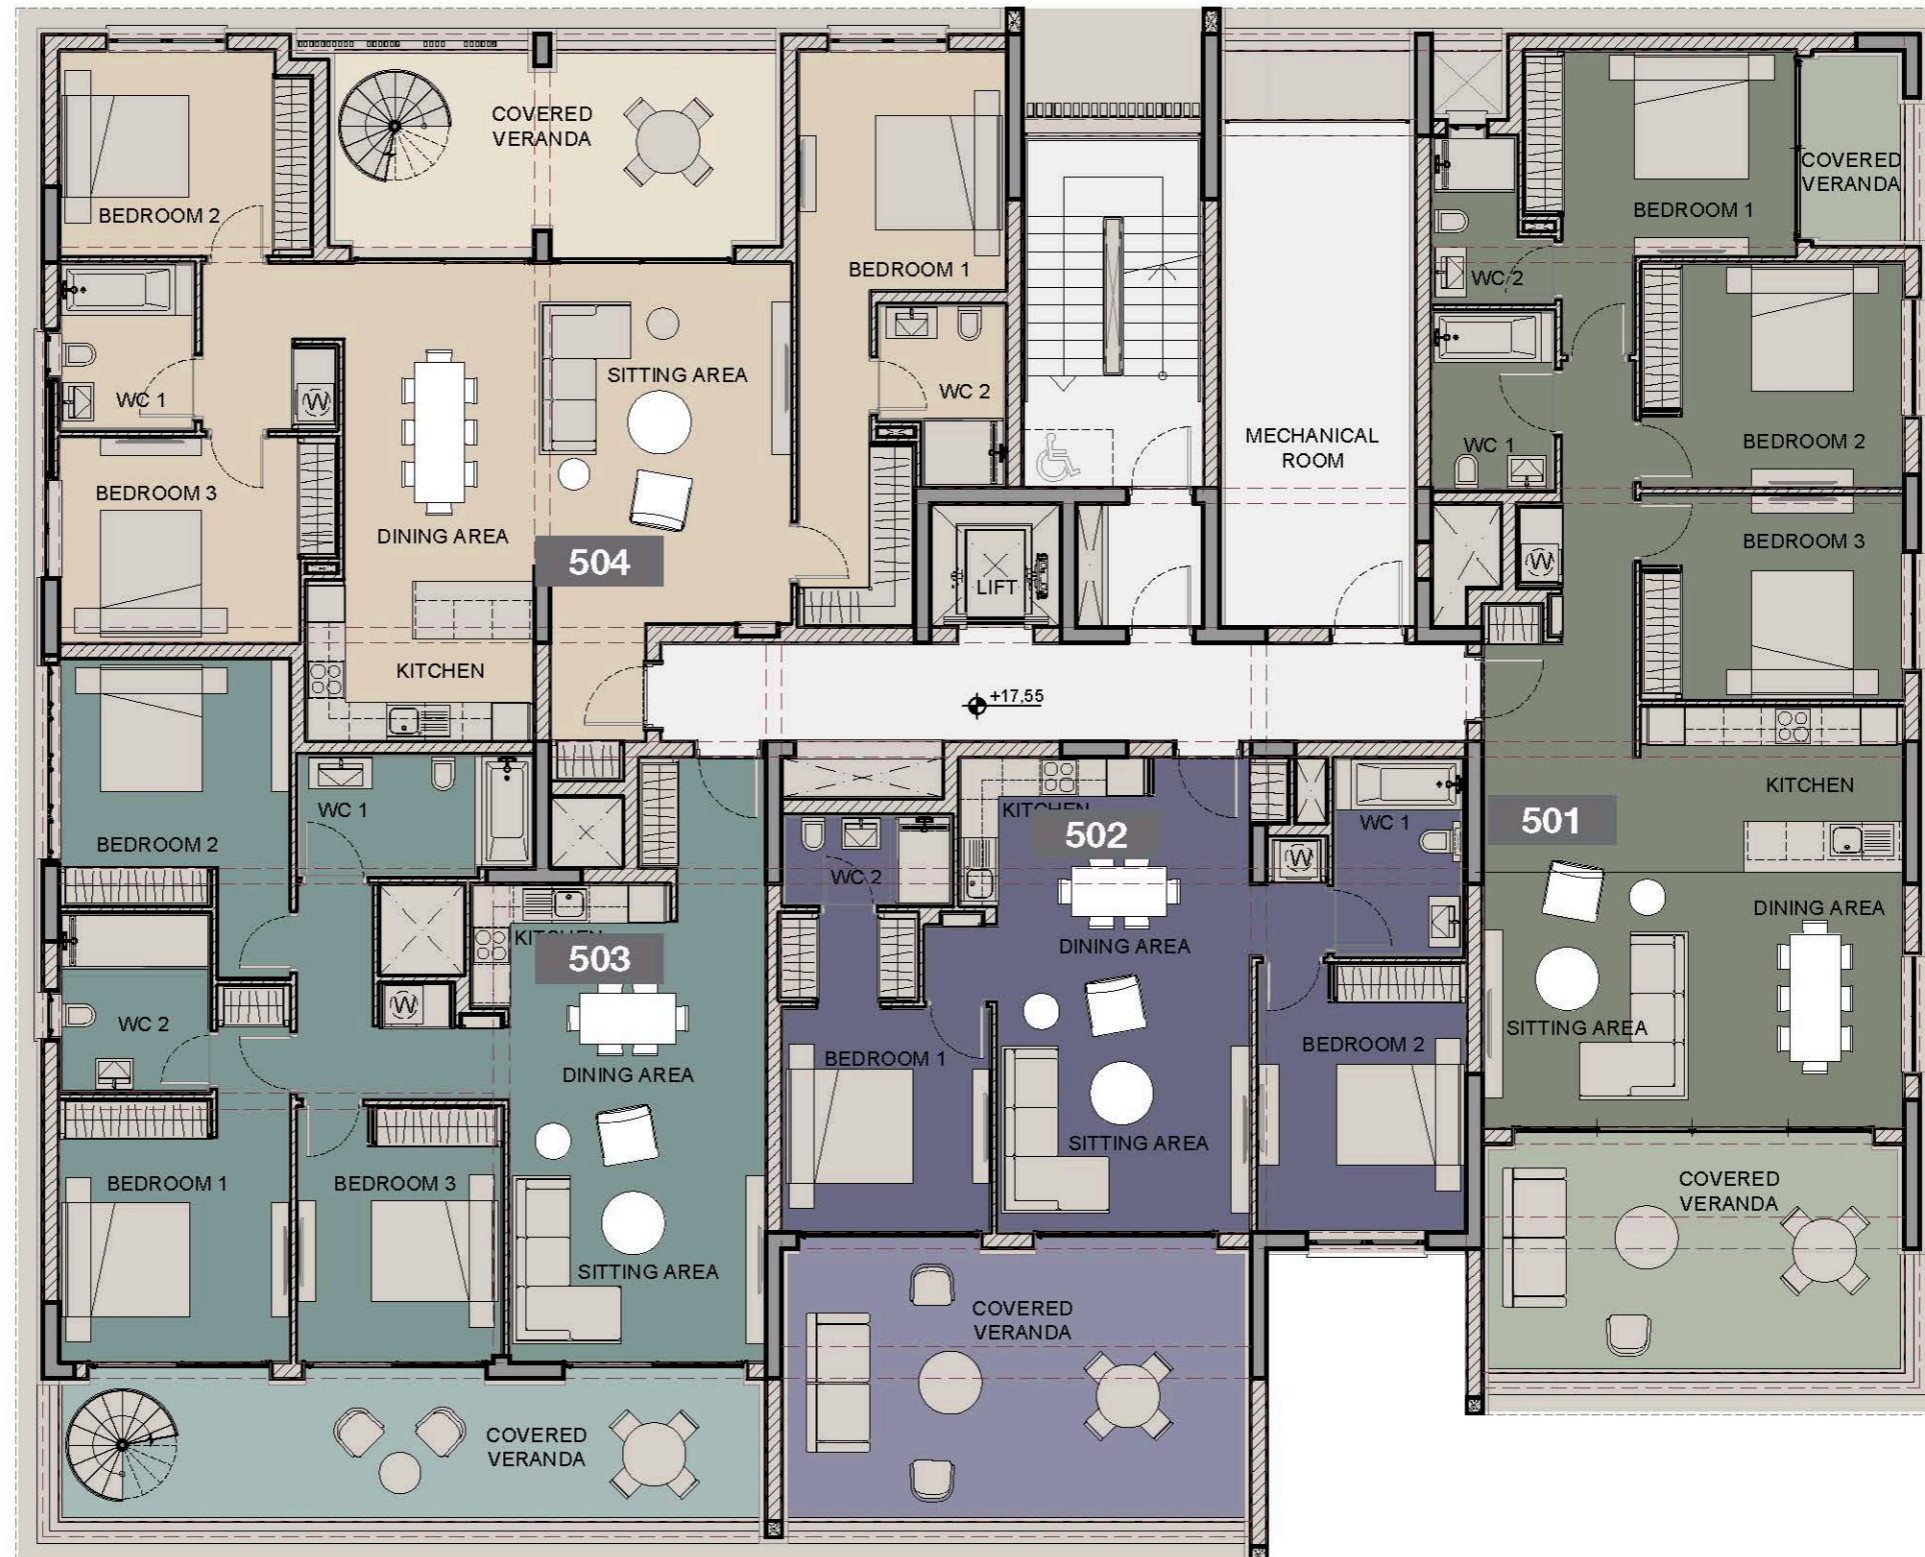 COVERED
VERANDA
BEDROOM 2
BEDROOM 1
WC 1
W
SITTING AREA
WC 2
BEDROOM 3
DINING AREA
504
KITCHEN
LIFT
MECHANICAL
ROOM
+17,55
BEDROOM 1
COVERED
VERANDA
WC 2
WC 1
BEDROOM 2
BEDROOM 3
W
KITCHEN
501
DINING AREA
SITTING AREA
COVERED
VERANDA
WC 1
BEDROOM 2
KITCHEN
503
WC 2
W
DINING AREA
BEDROOM 1
BEDROOM 3
SITTING AREA
COVERED
VERANDA
KITCHEN
502
WC 1
WC 2
W
DINING AREA
BEDROOM 1
BEDROOM 2
SITTING AREA
COVERED
VERANDA